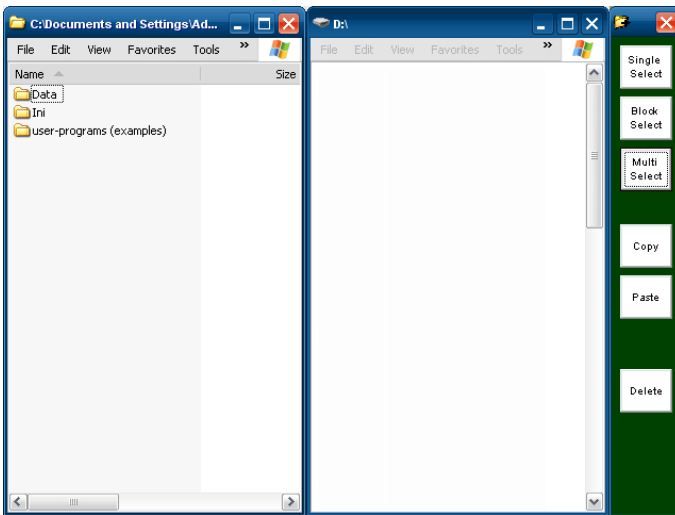 C:\Documents and Settings\Ad...
File Edit View Favorites Tools »
Name Size
Data
Ini
user-programs (examples)
D:\
File Edit View Favorites Tools »
Single
Select
Block
Select
Multi
Select
Copy
Paste
Delete